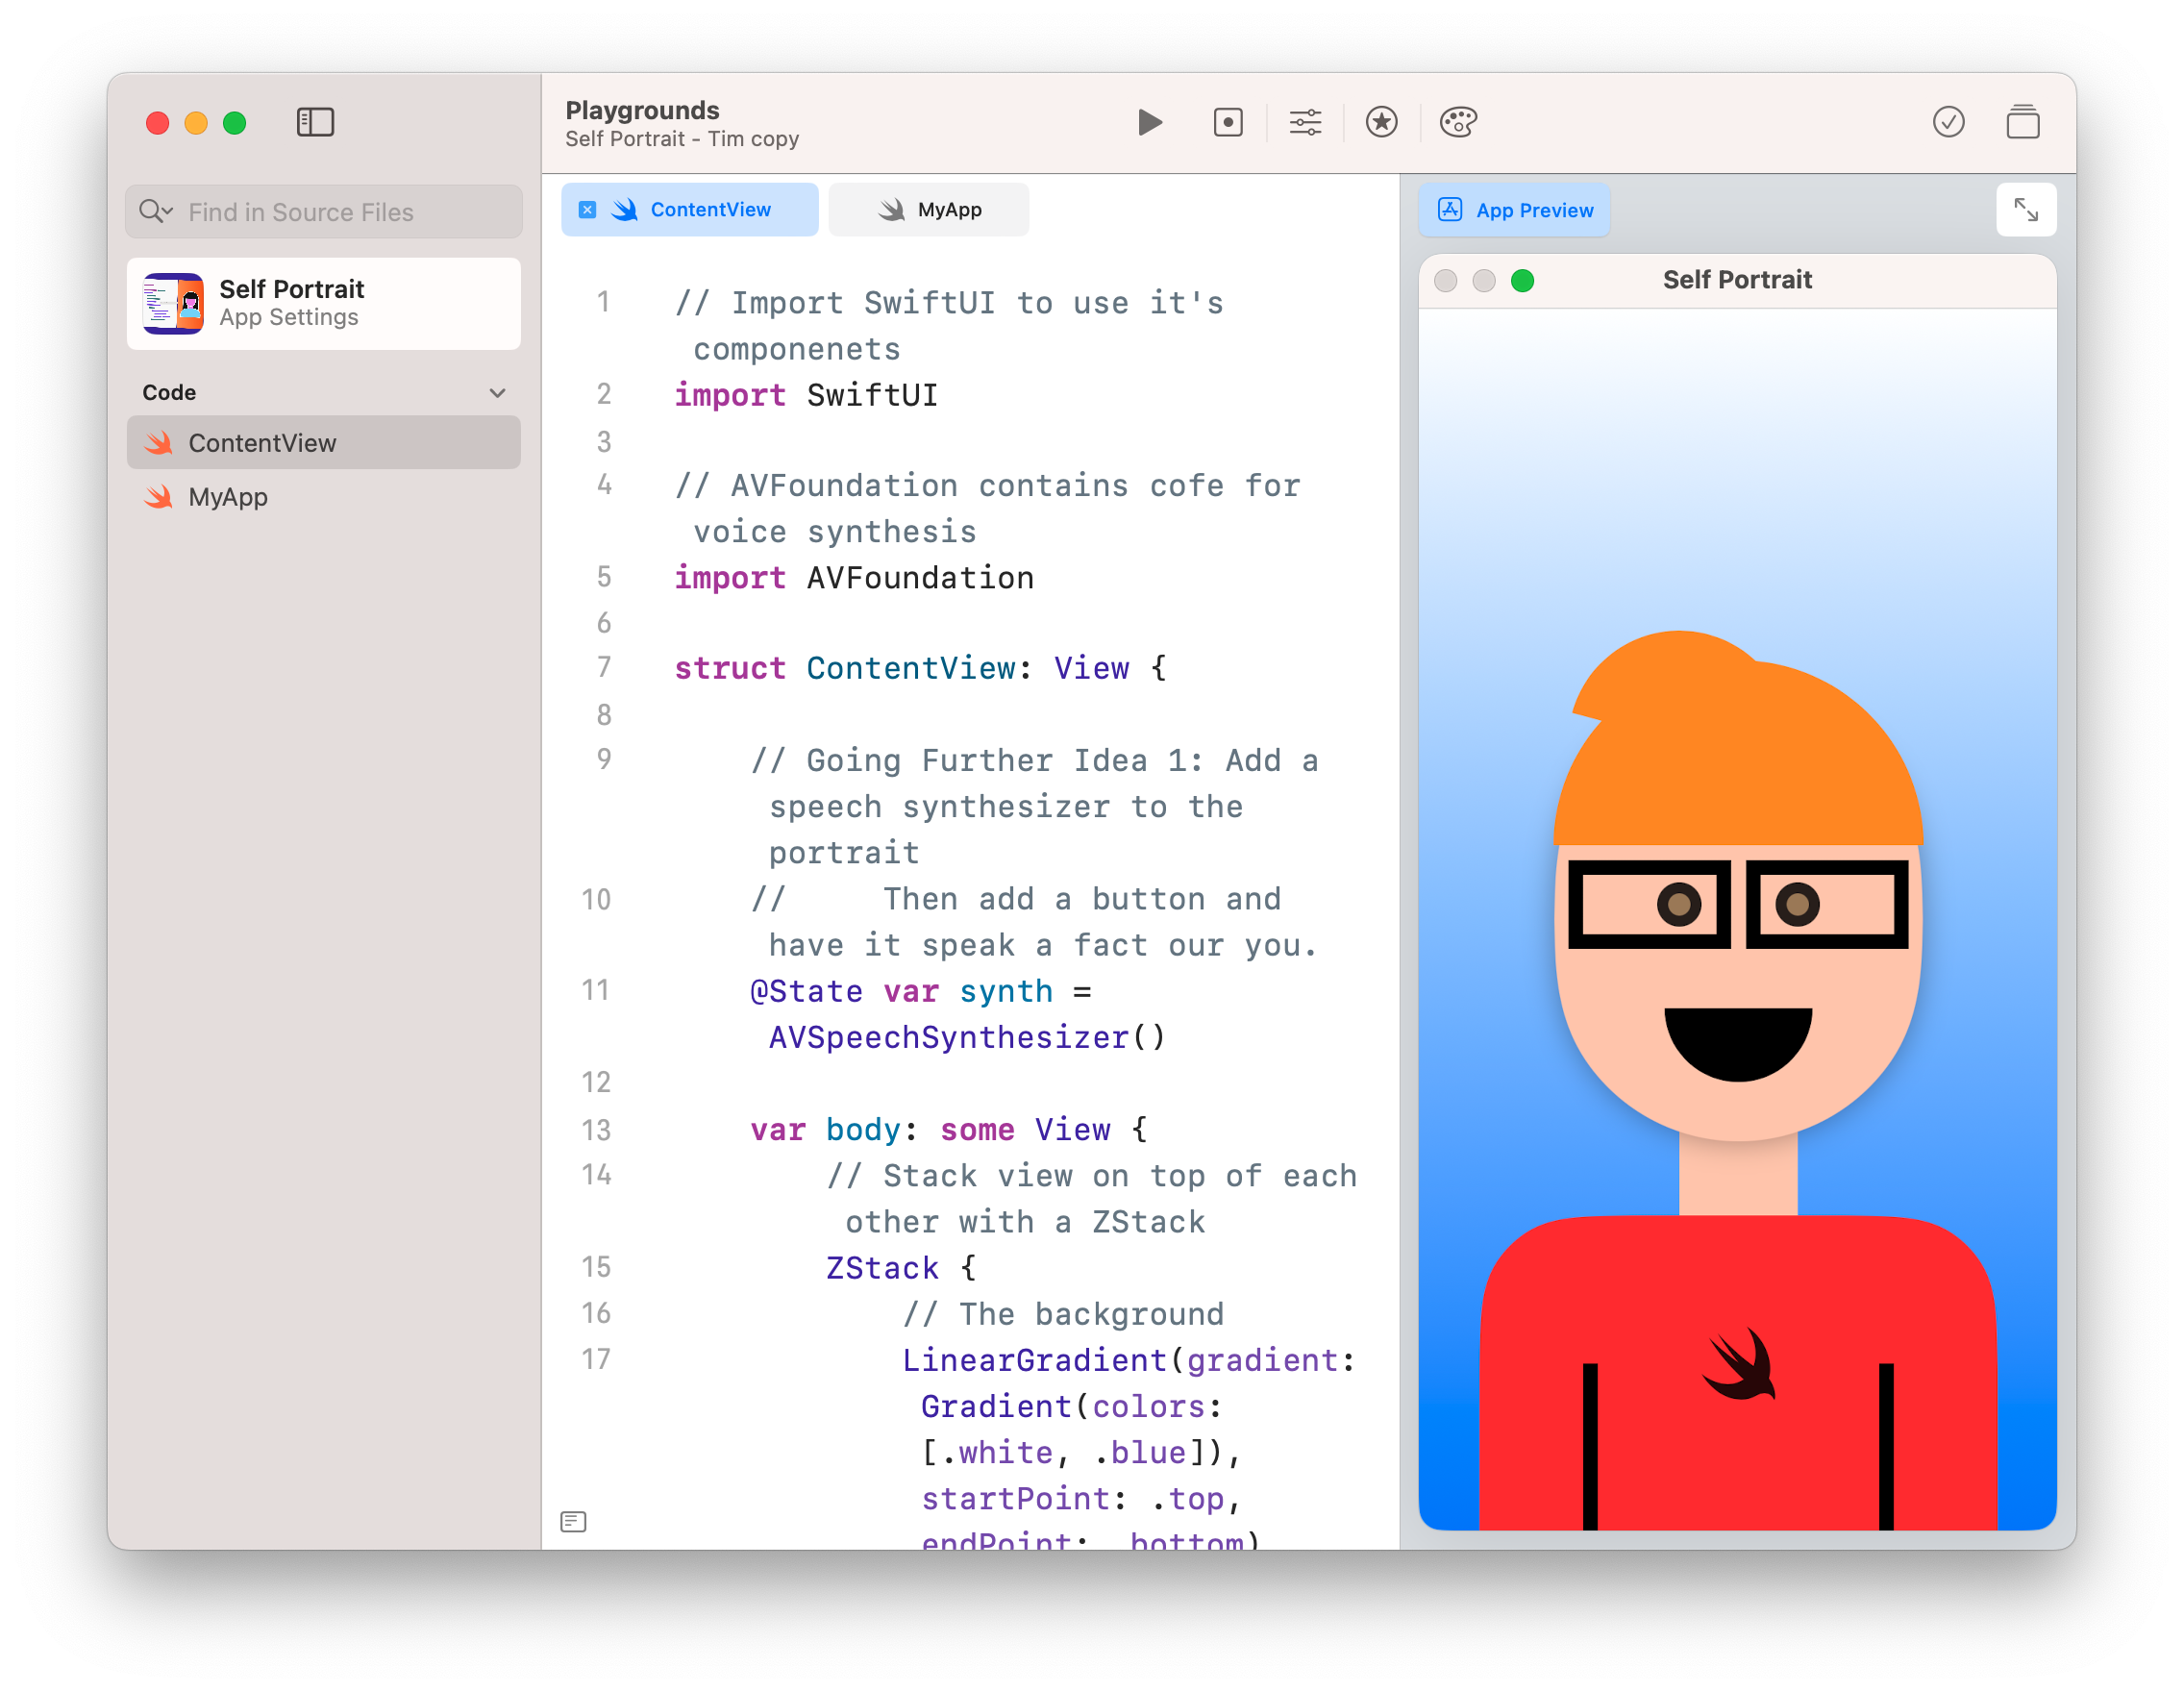 Playgrounds
Self Portrait - Tim copy
Find in Source Files
Self Portrait
App Settings
Code
ContentView
MyApp
ContentView
MyApp
1 // Import SwiftUI to use it's
componenets
2 import SwiftUI
3
4 // AVFoundation contains cofe for
voice synthesis
5 import AVFoundation
6
7 struct ContentView: View {
8
9 // Going Further Idea 1: Add a
speech synthesizer to the
portrait
10 //     Then add a button and
have it speak a fact our you.
11 @State var synth =
AVSpeechSynthesizer()
12
13 var body: some View {
14 // Stack view on top of each
other with a ZStack
15 ZStack {
16 // The background
17 LinearGradient(gradient:
Gradient(colors:
[.white, .blue]),
startPoint: .top,
endPoint: .bottom)
App Preview
Self Portrait